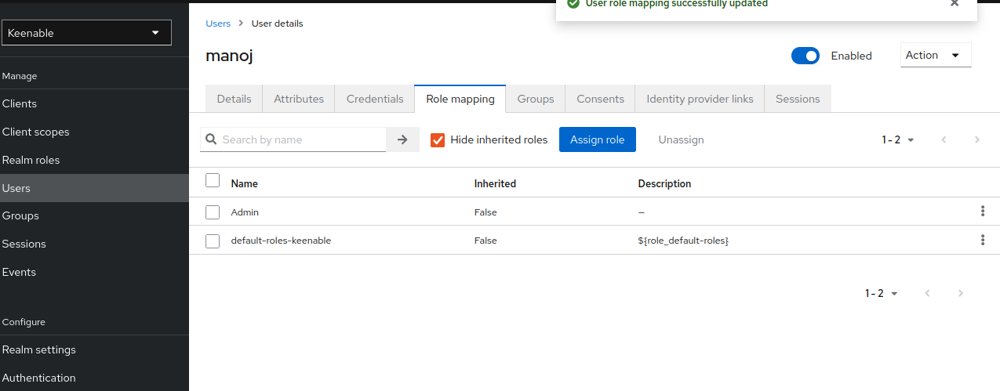 User role mapping successfully updated
Keenable
Users > User details
manoj
Enabled
Action
Manage
Clients
Client scopes
Realm roles
Users
Groups
Sessions
Events
Configure
Realm settings
Authentication
Details Attributes Credentials Role mapping Groups Consents Identity provider links Sessions
Search by name Hide inherited roles Assign role Unassign 1 - 2
Name Inherited Description
Admin False –
default-roles-keenable False ${role_default-roles}
1 - 2